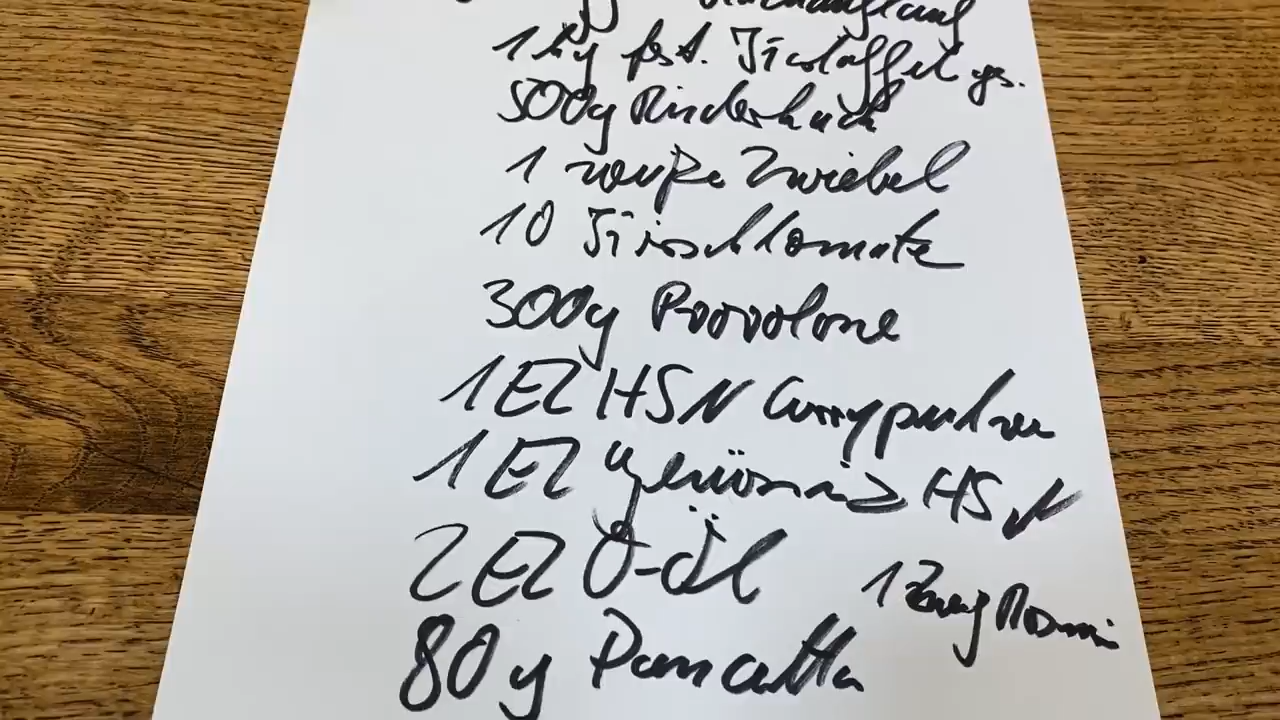 1 kg fest. Kartoffel gs.
500g Rinderhack
1 weiße Zwiebel
10 Kirschtomate
300g Provolone
1 EL HSN Currypulver
1 EL Gemüsesalz HSN
2 EL O-Öl
1 Zweig Rosmarin
80g Pancetta